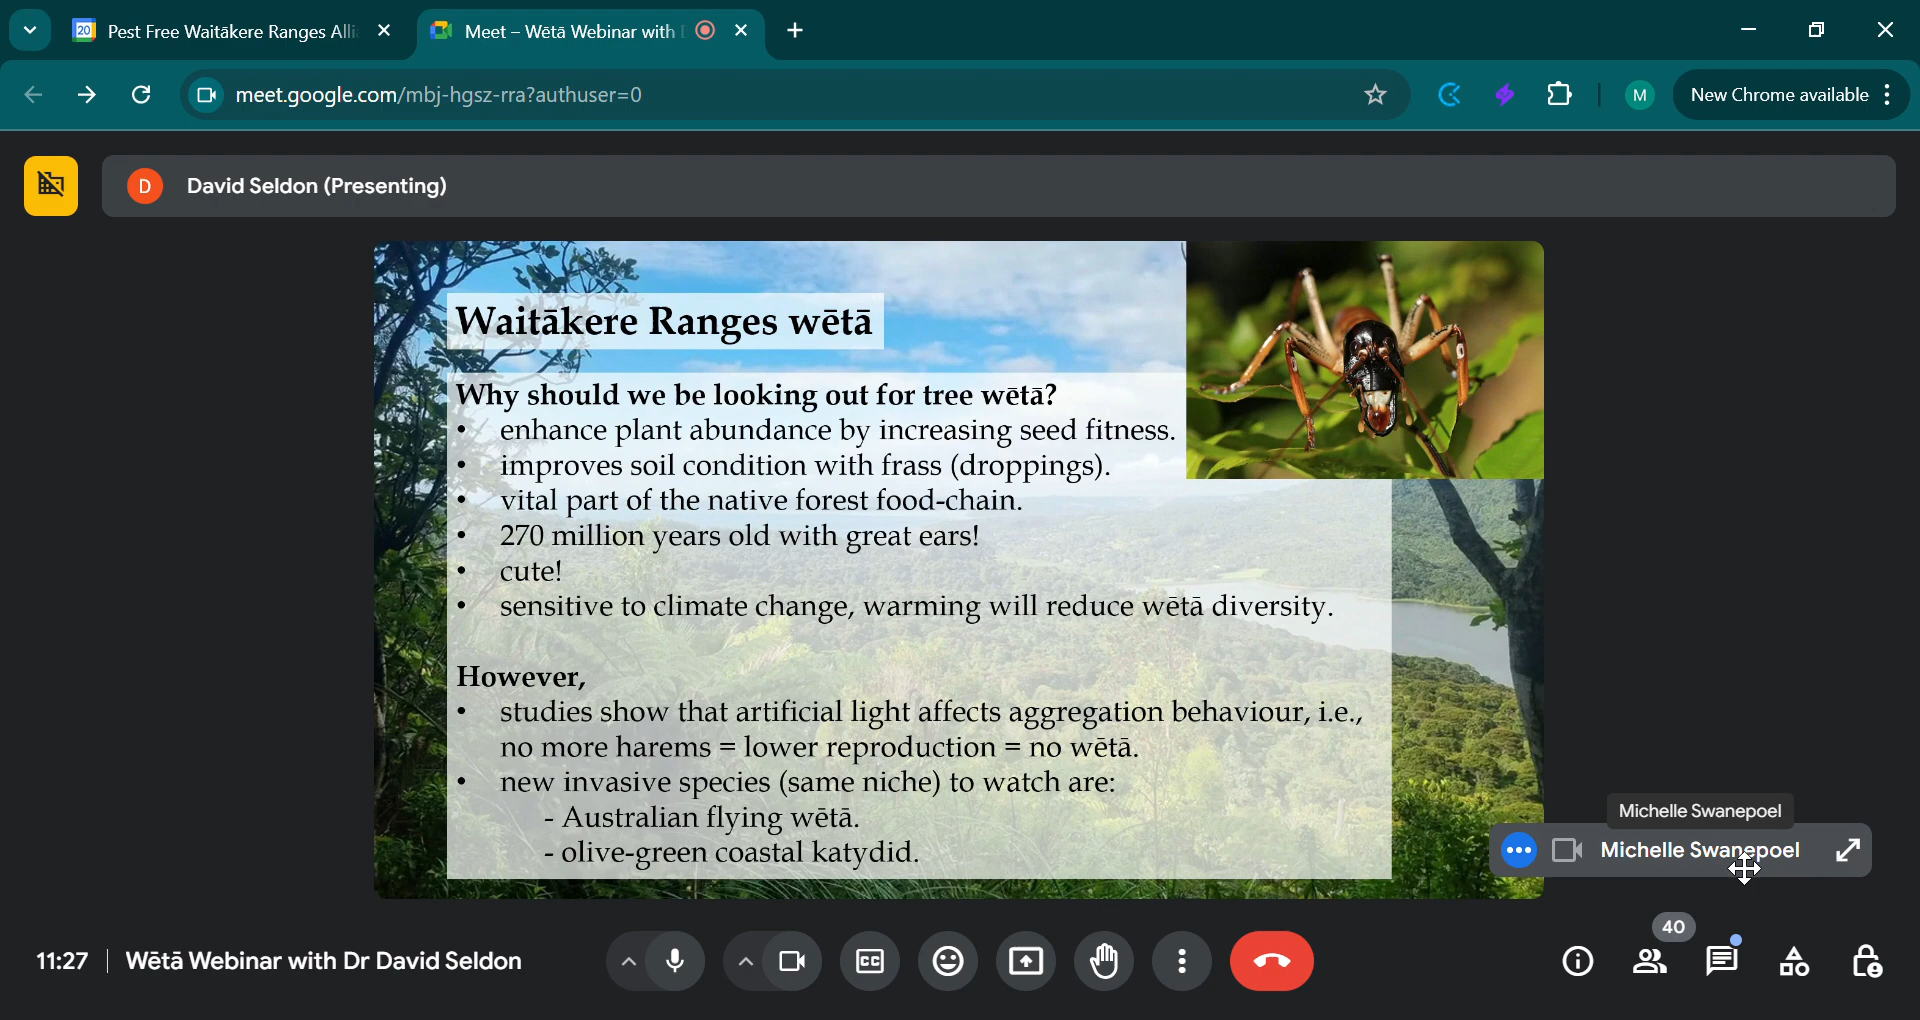 20 Pest Free Waitākere Ranges Alli
Meet – Wētā Webinar with
meet.google.com/mbj-hgsz-rra?authuser=0
M
New Chrome available
D
David Seldon (Presenting)
Waitākere Ranges wētā
Why should we be looking out for tree wētā?
• enhance plant abundance by increasing seed fitness.
• improves soil condition with frass (droppings).
• vital part of the native forest food-chain.
• 270 million years old with great ears!
• cute!
• sensitive to climate change, warming will reduce wētā diversity.
However,
• studies show that artificial light affects aggregation behaviour, i.e.,
no more harems = lower reproduction = no wētā.
• new invasive species (same niche) to watch are:
- Australian flying wētā.
- olive-green coastal katydid.
Michelle Swanepoel
Michelle Swanepoel
40
11:27
Wētā Webinar with Dr David Seldon
CC